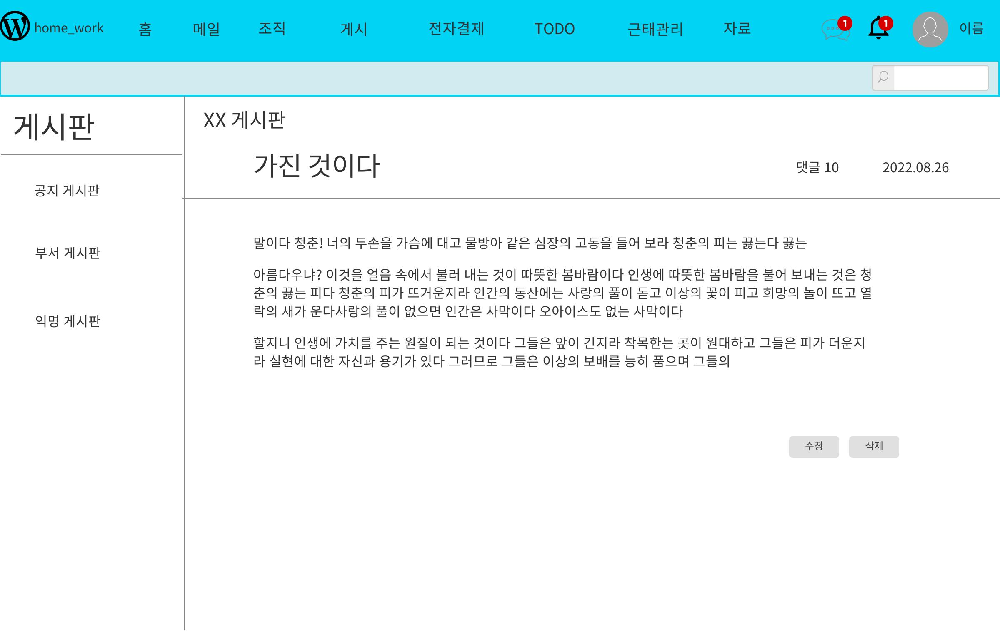 home_work 홈 메일 조직 게시 전자결제 TODO 근태관리 자료 1 1 이름
게시판
공지 게시판
부서 게시판
익명 게시판
XX 게시판
가진 것이다 댓글 10 2022.08.26
말이다 청춘! 너의 두손을 가슴에 대고 물방아 같은 심장의 고동을 들어 보라 청춘의 피는 끓는다 끓는
아름다우냐? 이것을 얼음 속에서 불러 내는 것이 따뜻한 봄바람이다 인생에 따뜻한 봄바람을 불어 보내는 것은 청
춘의 끓는 피다 청춘의 피가 뜨거운지라 인간의 동산에는 사랑의 풀이 돋고 이상의 꽃이 피고 희망의 놀이 뜨고 열
락의 새가 운다사랑의 풀이 없으면 인간은 사막이다 오아이스도 없는 사막이다
할지니 인생에 가치를 주는 원질이 되는 것이다 그들은 앞이 긴지라 착목한는 곳이 원대하고 그들은 피가 더운지
라 실현에 대한 자신과 용기가 있다 그러므로 그들은 이상의 보배를 능히 품으며 그들의
수정 삭제